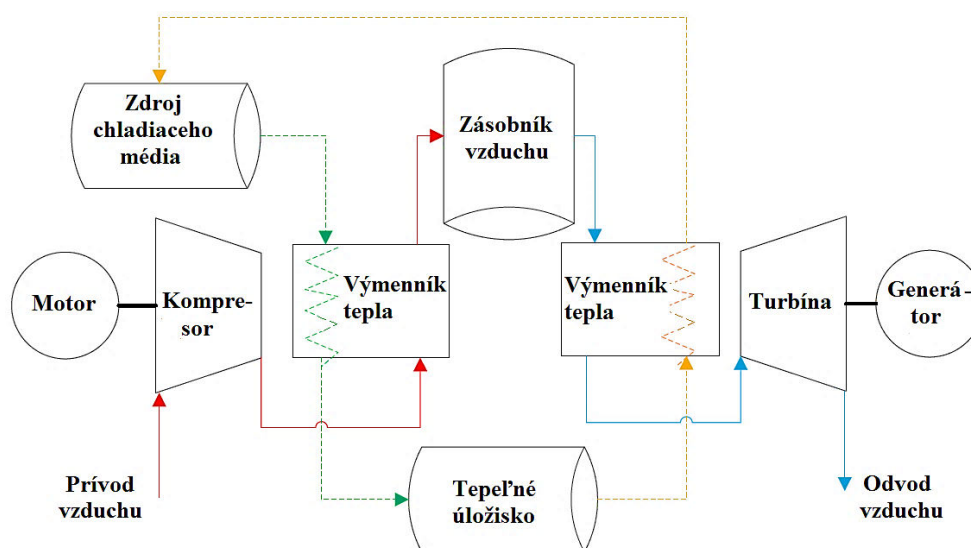 Zdroj
chladiaceho
média
Zásobník
vzduchu
Motor
Kompre-
sor
Výmenník
tepla
Výmenník
tepla
Turbína
Generá-
tor
Prívod
vzduchu
Tepeľné
úložisko
Odvod
vzduchu